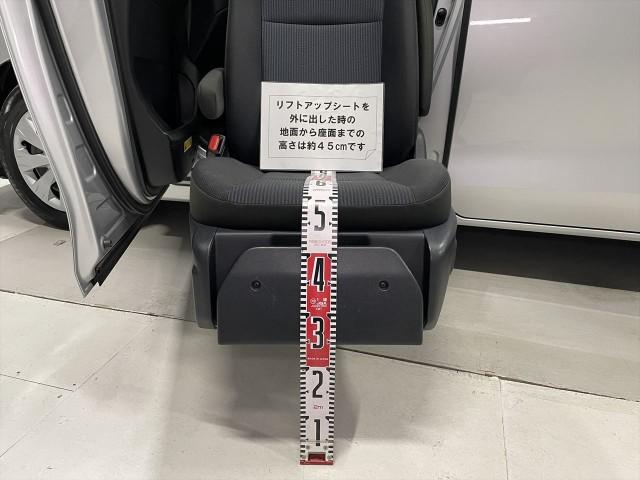 リフトアップシートを
外に出した時の
地面から座面までの
高さは約45cmです
6
5
4
3
2
2m
1